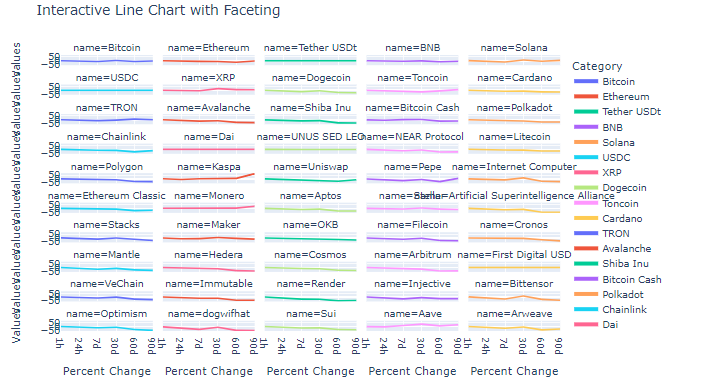 Interactive Line Chart with Faceting
name=Bitcoin name=Ethereum name=Tether USDt name=BNB name=Solana
name=USDC name=XRP name=Dogecoin name=Toncoin name=Cardano
name=TRON name=Avalanche name=Shiba Inu name=Bitcoin Cash name=Polkadot
name=Chainlink name=Dai name=UNUS SED LEO name=NEAR Protocol name=Litecoin
name=Polygon name=Kaspa name=Uniswap name=Pepe name=Internet Computer
name=Ethereum Classic name=Monero name=Aptos name=Stellar name=Artificial Superintelligence Alliance
name=Stacks name=Maker name=OKB name=Filecoin name=Cronos
name=Mantle name=Hedera name=Cosmos name=Arbitrum name=First Digital USD
name=VeChain name=Immutable name=Render name=Injective name=Bittensor
name=Optimism name=dogwifhat name=Sui name=Aave name=Arweave
50
−50
50
−50
50
−50
50
−50
50
−50
50
−50
50
−50
50
−50
50
−50
50
−50
Values
Values
Values
Values
Values
Values
Values
Values
Values
Values
1h 24h 7d 30d 60d 90d 1h 24h 7d 30d 60d 90d 1h 24h 7d 30d 60d 90d 1h 24h 7d 30d 60d 90d 1h 24h 7d 30d 60d 90d
Percent Change Percent Change Percent Change Percent Change Percent Change
Category
Bitcoin
Ethereum
Tether USDt
BNB
Solana
USDC
XRP
Dogecoin
Toncoin
Cardano
TRON
Avalanche
Shiba Inu
Bitcoin Cash
Polkadot
Chainlink
Dai